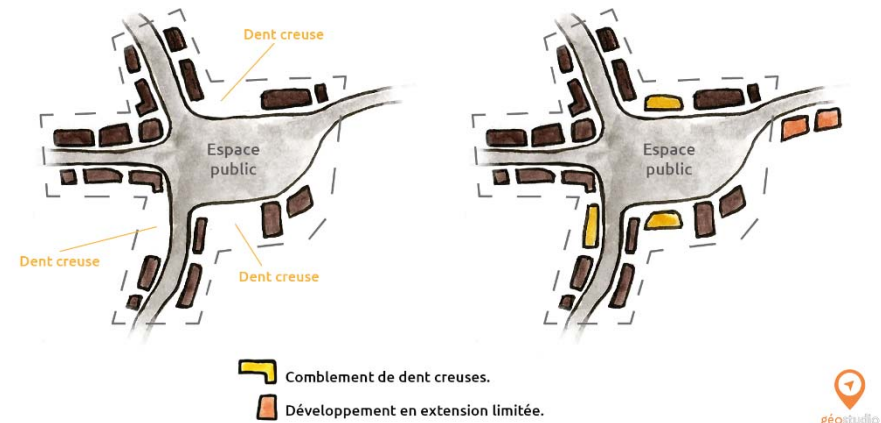 Dent creuse
Espace
public
Dent creuse
Dent creuse
Espace
public
Comblement de dent creuses.
Développement en extension limitée.
géostudio